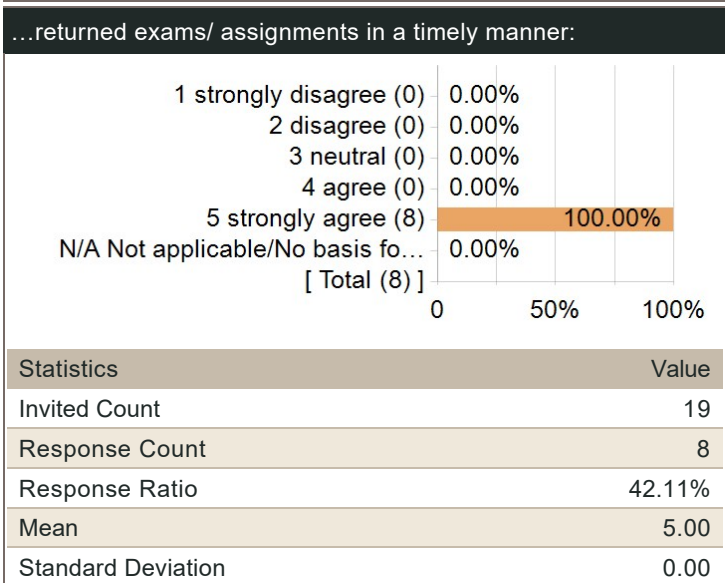 …returned exams/ assignments in a timely manner:
1 strongly disagree (0) 0.00%
2 disagree (0) 0.00%
3 neutral (0) 0.00%
4 agree (0) 0.00%
5 strongly agree (8) 100.00%
N/A Not applicable/No basis fo… 0.00%
[ Total (8) ]
0 50% 100%
Statistics Value
Invited Count 19
Response Count 8
Response Ratio 42.11%
Mean 5.00
Standard Deviation 0.00